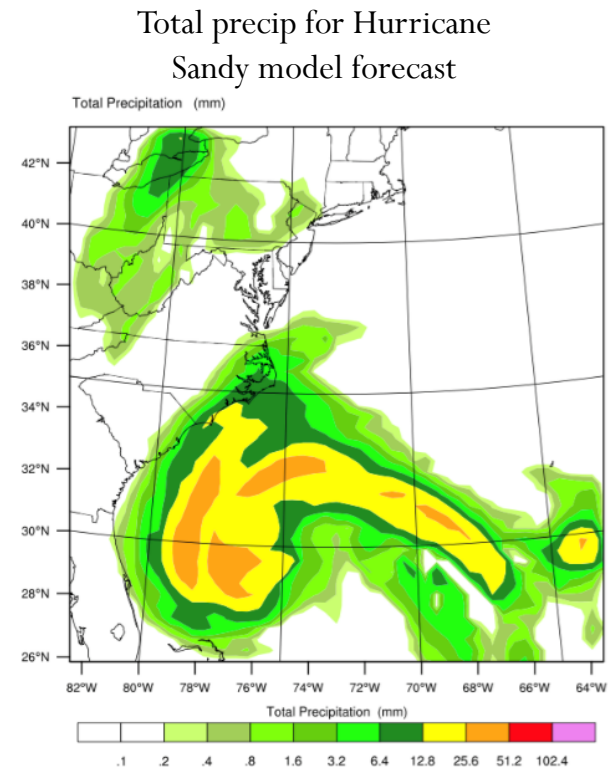 Total precip for Hurricane
Sandy model forecast
Total Precipitation (mm)
42°N
40°N
38°N
36°N
34°N
32°N
30°N
28°N
26°N
82°W 80°W 78°W 76°W 74°W 72°W 70°W 68°W 66°W 64°W
Total Precipitation (mm)
.1 .2 .4 .8 1.6 3.2 6.4 12.8 25.6 51.2 102.4